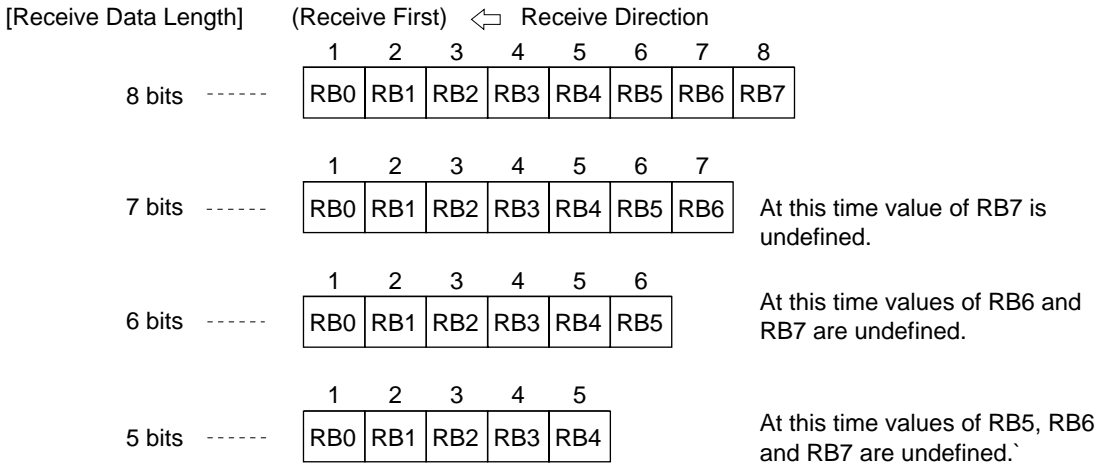 [Receive Data Length] (Receive First) ⇦ Receive Direction
1 2 3 4 5 6 7 8
8 bits ------ RB0 RB1 RB2 RB3 RB4 RB5 RB6 RB7
1 2 3 4 5 6 7
7 bits ------ RB0 RB1 RB2 RB3 RB4 RB5 RB6 At this time value of RB7 is
undefined.
1 2 3 4 5 6
6 bits ------ RB0 RB1 RB2 RB3 RB4 RB5 At this time values of RB6 and
RB7 are undefined.
1 2 3 4 5
5 bits ------ RB0 RB1 RB2 RB3 RB4 At this time values of RB5, RB6
and RB7 are undefined.`